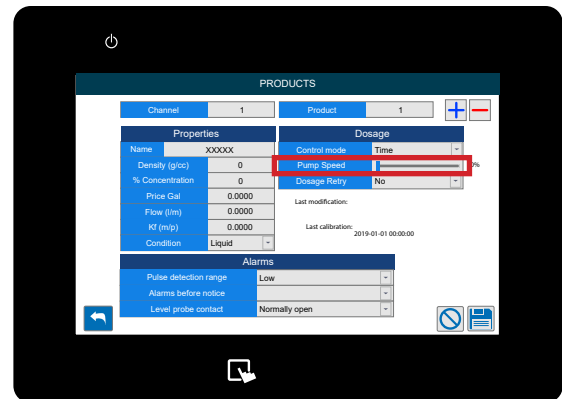 PRODUCTS
Channel 1 Product 1
Properties
Name XXXXX
Density (g/cc) 0
% Concentration 0
Price Gal 0.0000
Flow (l/m) 0.0000
Kf (m/p) 0.0000
Condition Liquid
Dosage
Control mode Time
Pump Speed %
Dosage Retry No
Last modification:
Last calibration:
2019-01-01 00:00:00
Alarms
Pulse detection range Low
Alarms before notice
Level probe contact Normally open